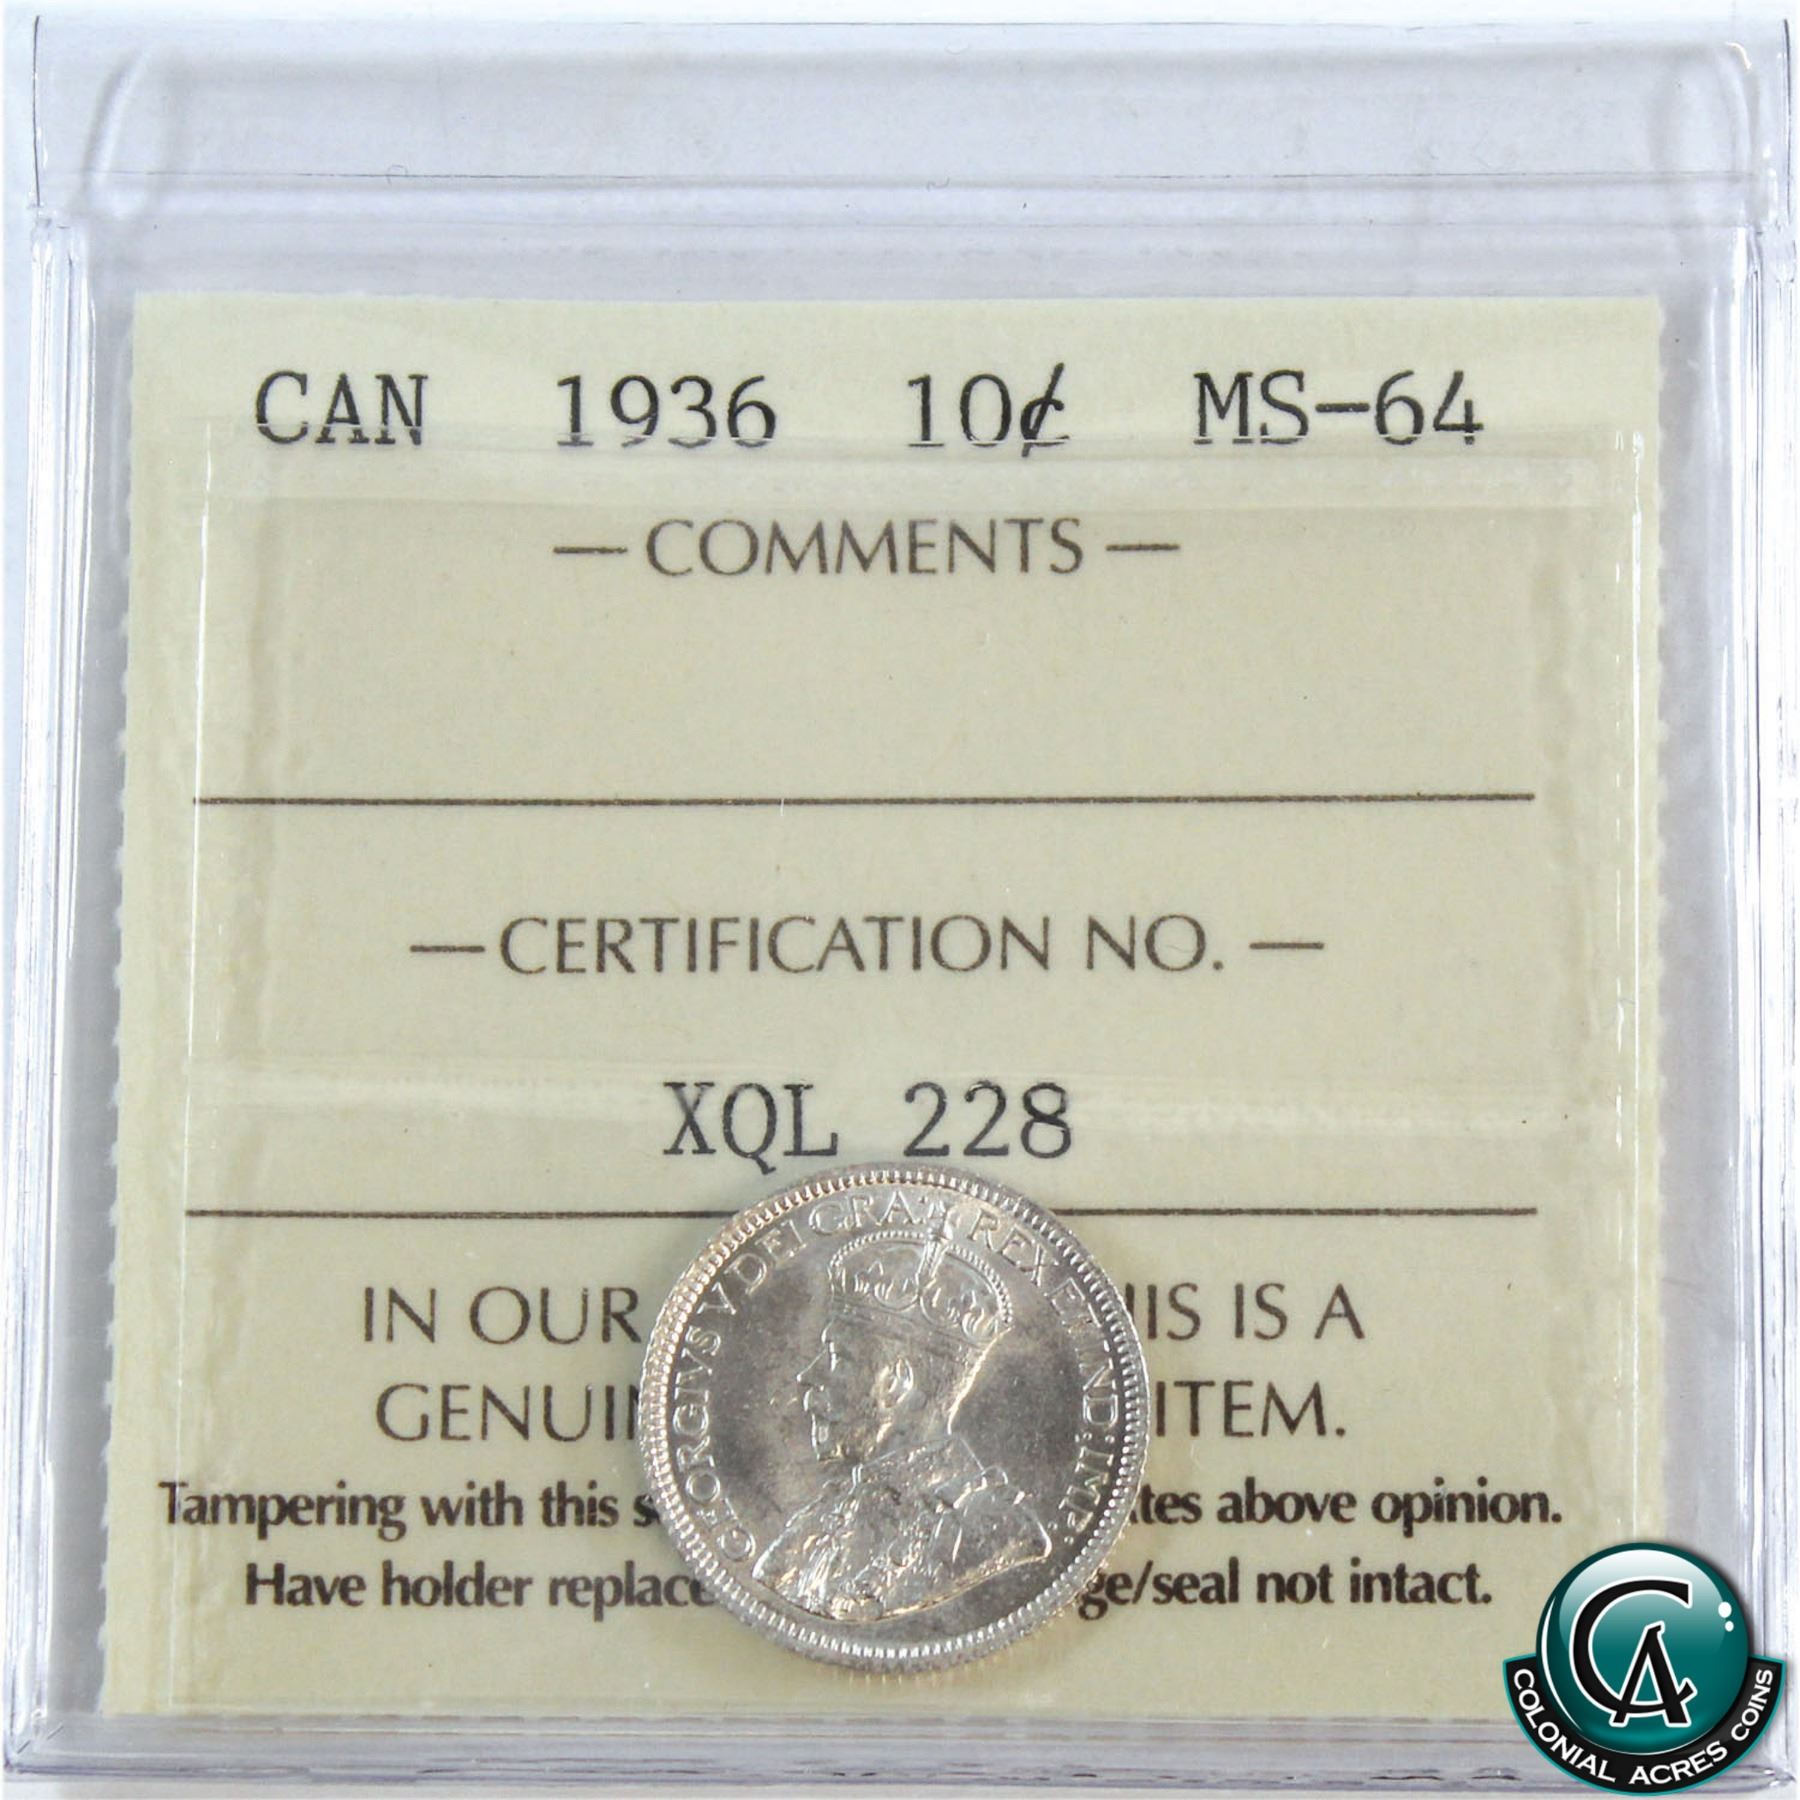 CAN 1936 10¢ MS-64
— COMMENTS —
— CERTIFICATION NO. —
XQL 228
GEORGIVS V DEI GRA: REX ET IND: IMP:
IN OUR IS IS A
GENUI ITEM.
Tampering with this s tes above opinion.
Have holder replace ge/seal not intact.
CA
COLONIAL ACRES COINS